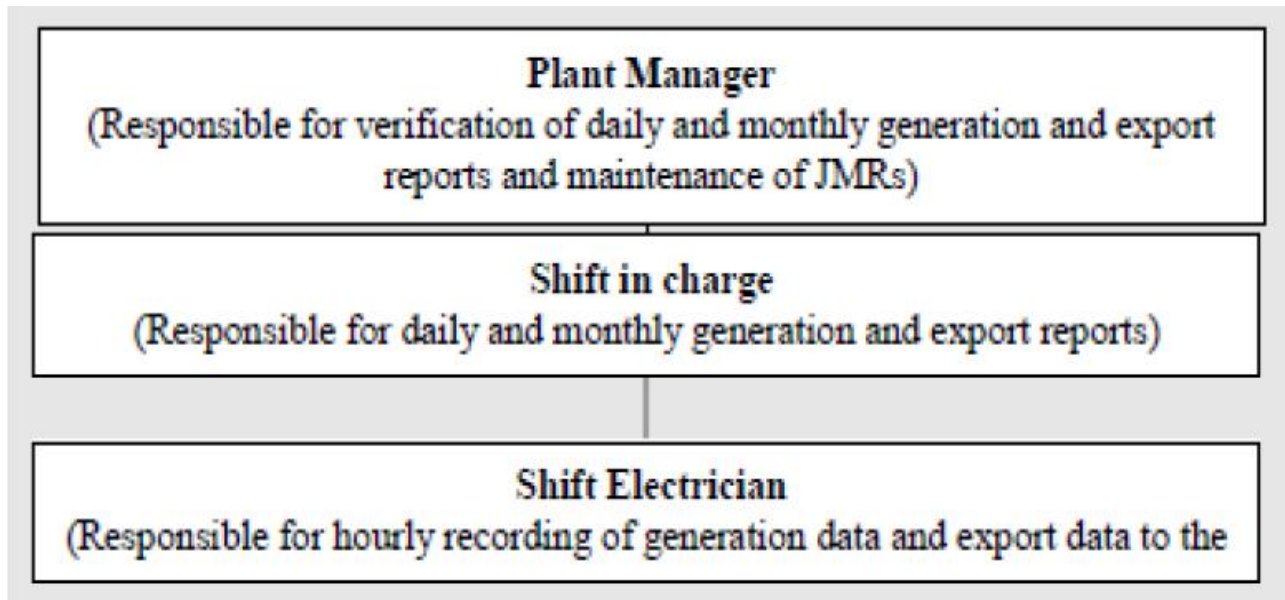 Plant Manager
(Responsible for verification of daily and monthly generation and export
reports and maintenance of JMRs)
Shift in charge
(Responsible for daily and monthly generation and export reports)
Shift Electrician
(Responsible for hourly recording of generation data and export data to the